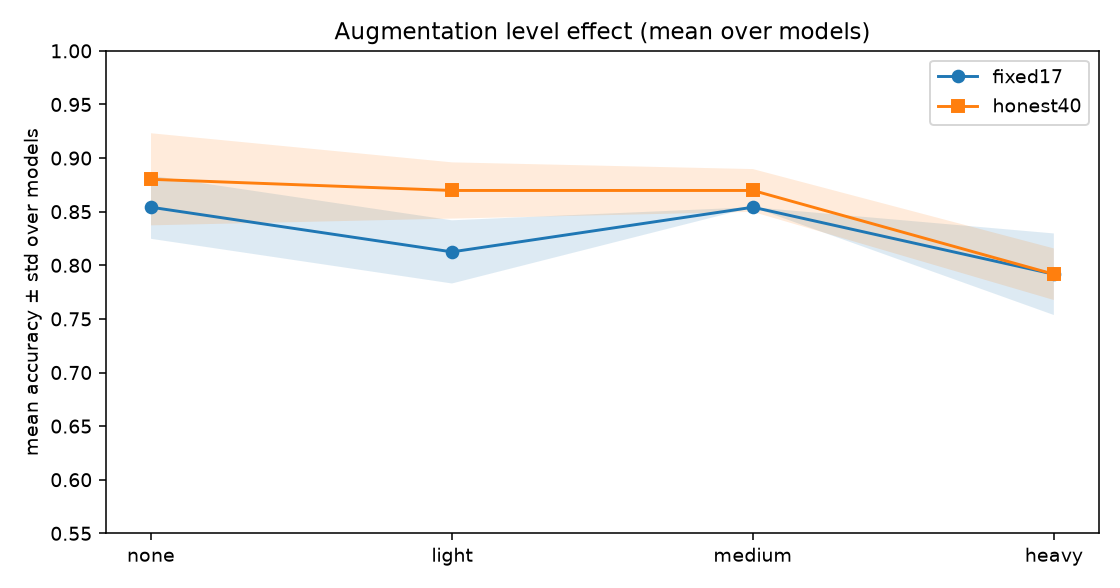 Augmentation level effect (mean over models)
mean accuracy ± std over models
1.00
0.95
0.90
0.85
0.80
0.75
0.70
0.65
0.60
0.55
none
light
medium
heavy
fixed17
honest40